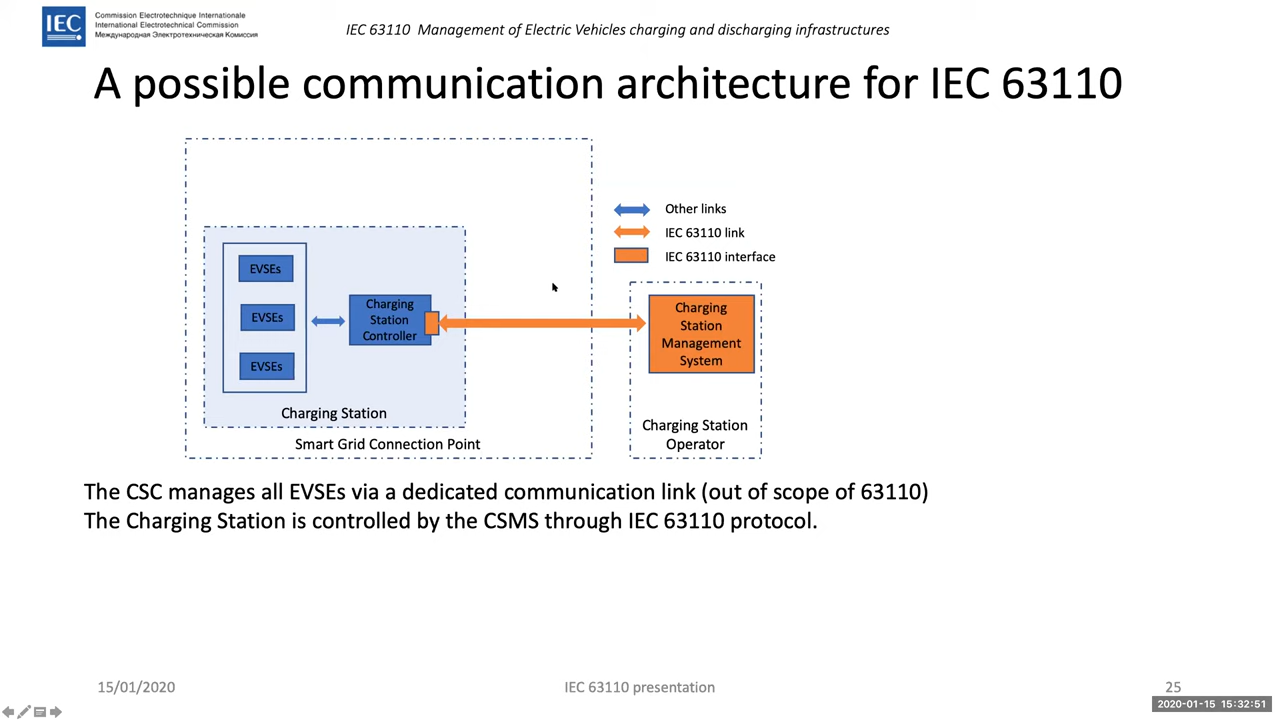 IEC
Commission Electrotechnique Internationale
International Electrotechnical Commission
Международная Электротехническая Комиссия
IEC 63110 Management of Electric Vehicles charging and discharging infrastructures
A possible communication architecture for IEC 63110
Other links
IEC 63110 link
IEC 63110 interface
EVSEs
EVSEs
EVSEs
Charging
Station
Controller
Charging Station
Smart Grid Connection Point
Charging
Station
Management
System
Charging Station
Operator
The CSC manages all EVSEs via a dedicated communication link (out of scope of 63110)
The Charging Station is controlled by the CSMS through IEC 63110 protocol.
15/01/2020
IEC 63110 presentation
25
2020-01-15 15:32:51